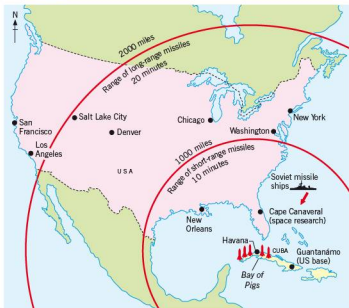 N
2000 miles
Range of long-range missiles
20 minutes
San
Francisco
Salt Lake City
Denver
Chicago
New York
Washington
Los
Angeles
USA
1000 miles
Range of short-range missiles
10 minutes
Soviet missile
ships
New
Orleans
Cape Canaveral
(space research)
Havana
CUBA
Guantanámo
(US base)
Bay of
Pigs